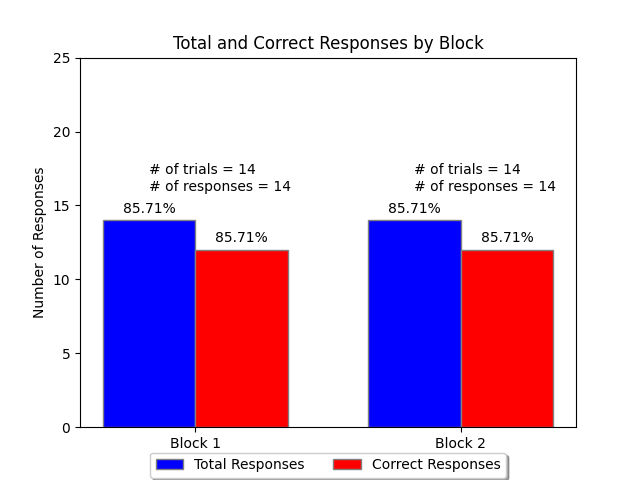 Total and Correct Responses by Block
25
20
15
10
5
0
Number of Responses
# of trials = 14
# of responses = 14
85.71%
85.71%
# of trials = 14
# of responses = 14
85.71%
85.71%
Block 1
Block 2
Total Responses
Correct Responses